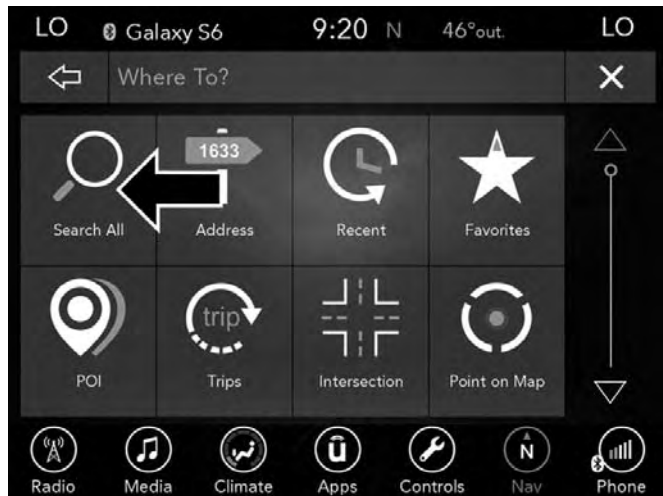 LO Galaxy S6 9:20 N 46°out. LO
Where To?
1633
Search All Address Recent Favorites
trip
POI Trips Intersection Point on Map
ü N
Radio Media Climate Apps Controls Nav Phone